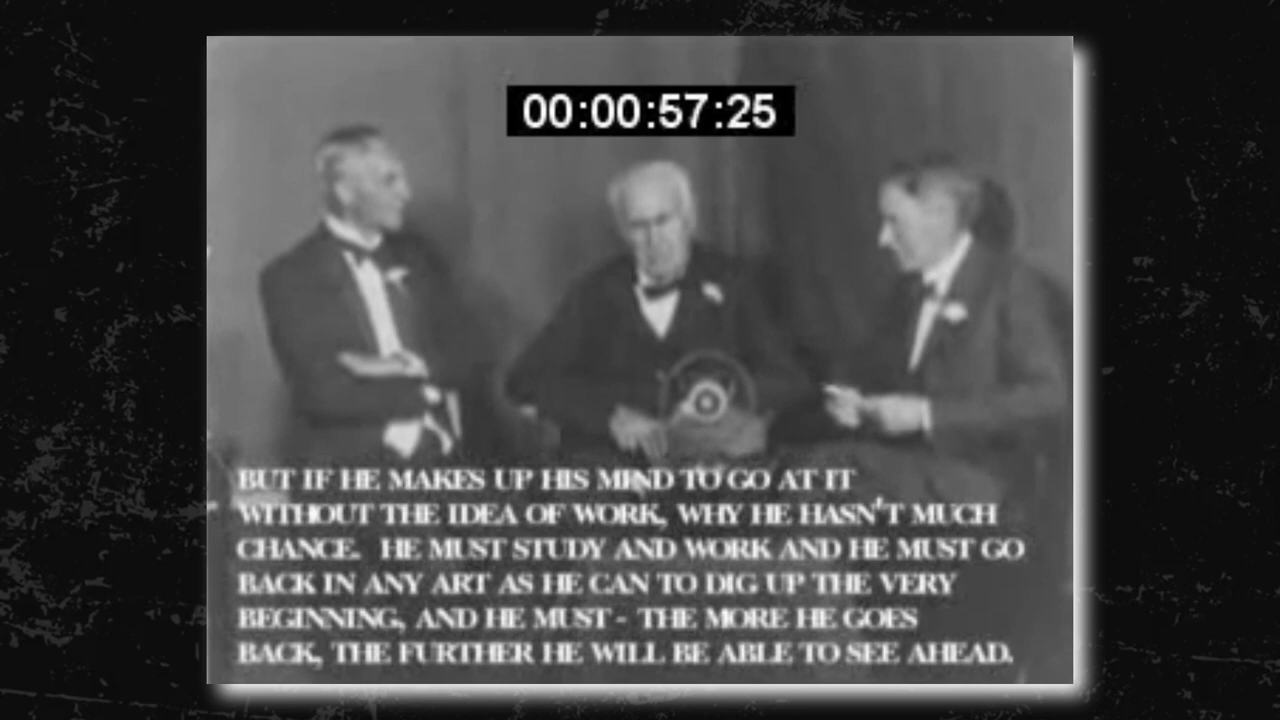 00:00:57:25
BUT IF HE MAKES UP HIS MIND TO GO AT IT
WITHOUT THE IDEA OF WORK, WHY HE HASN'T MUCH
CHANCE. HE MUST STUDY AND WORK AND HE MUST GO
BACK IN ANY ART AS HE CAN TO DIG UP THE VERY
BEGINNING, AND HE MUST - THE MORE HE GOES
BACK, THE FURTHER HE WILL BE ABLE TO SEE AHEAD.